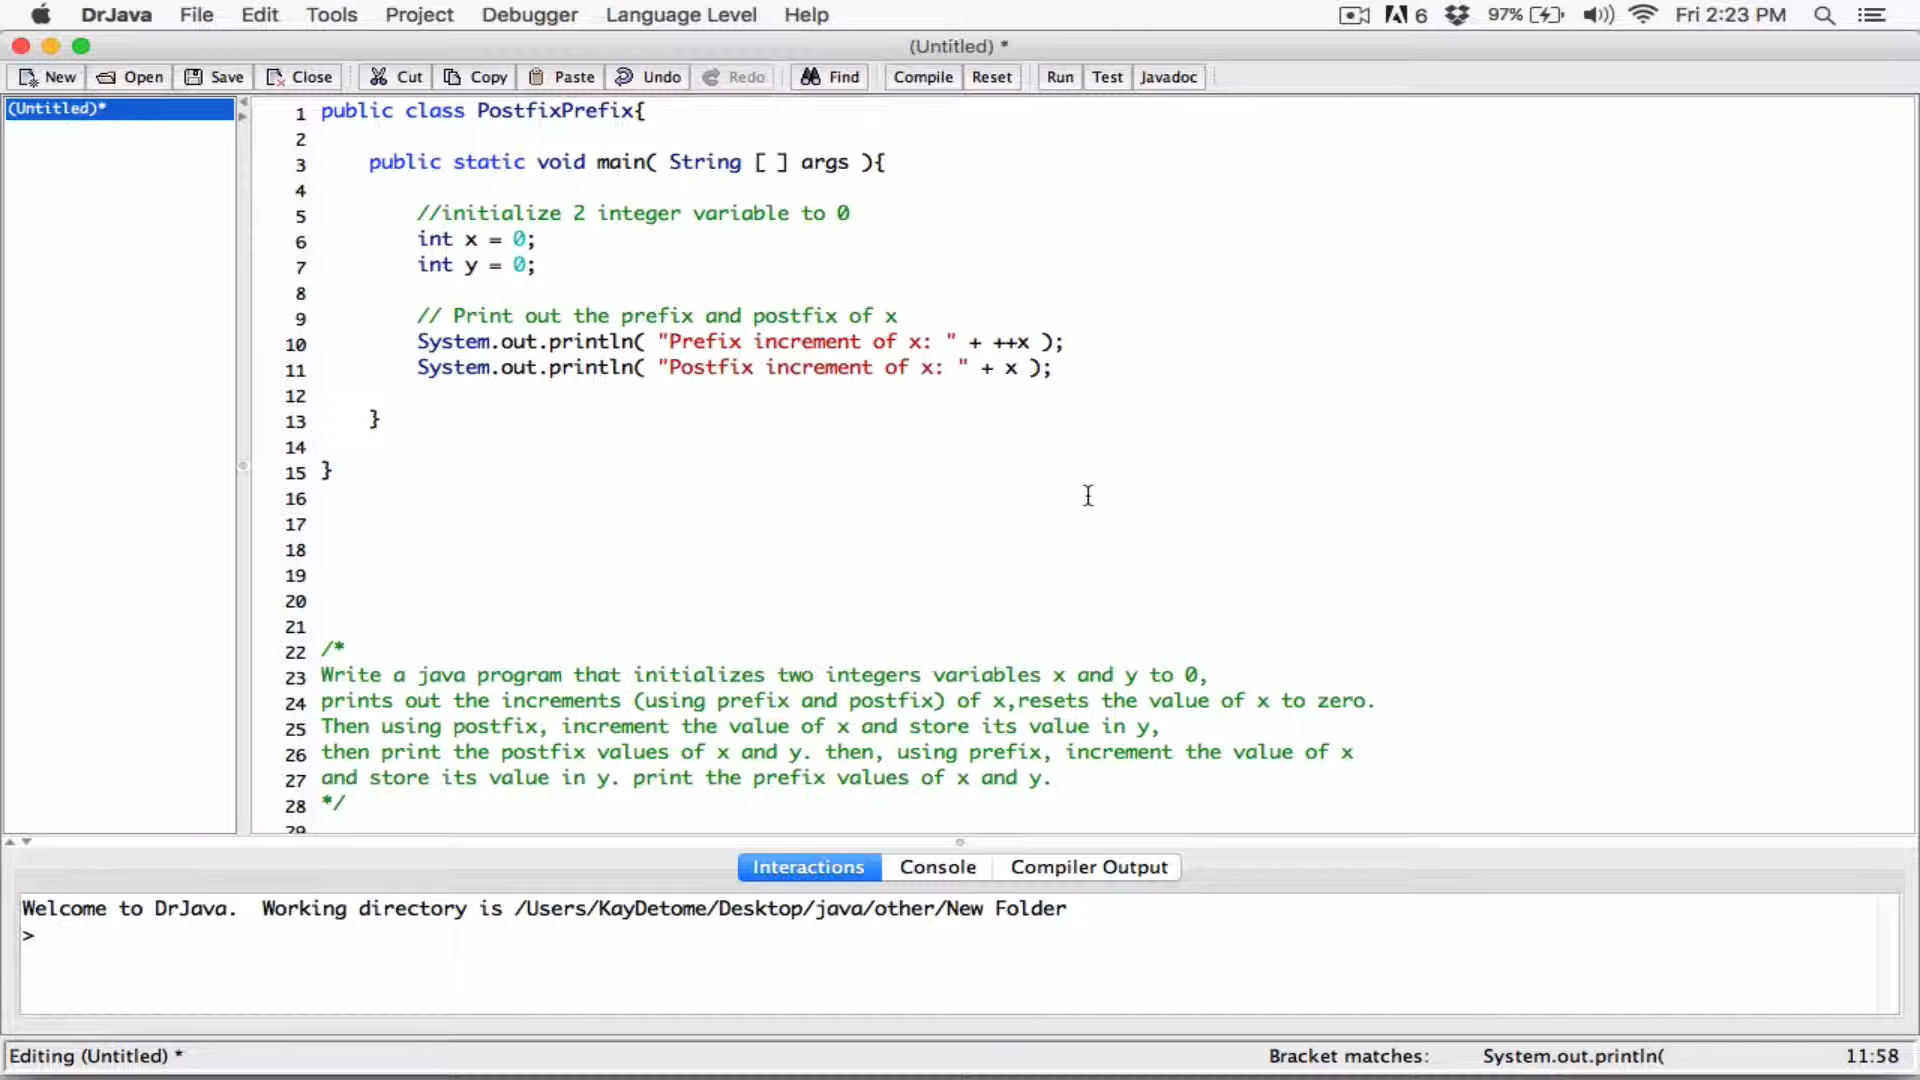 DrJava File Edit Tools Project Debugger Language Level Help 6 97% Fri 2:23 PM
(Untitled) *
New Open Save Close Cut Copy Paste Undo Redo Find Compile Reset Run Test Javadoc
(Untitled)*
1 public class PostfixPrefix{
2
3 public static void main( String [ ] args ){
4
5 //initialize 2 integer variable to 0
6 int x = 0;
7 int y = 0;
8
9 // Print out the prefix and postfix of x
10 System.out.println( "Prefix increment of x: " + ++x );
11 System.out.println( "Postfix increment of x: " + x );
12
13 }
14
15 }
16
17
18
19
20
21
22 /*
23 Write a java program that initializes two integers variables x and y to 0,
24 prints out the increments (using prefix and postfix) of x,resets the value of x to zero.
25 Then using postfix, increment the value of x and store its value in y,
26 then print the postfix values of x and y. then, using prefix, increment the value of x
27 and store its value in y. print the prefix values of x and y.
28 */
29
Interactions Console Compiler Output
Welcome to DrJava. Working directory is /Users/KayDetome/Desktop/java/other/New Folder
>
Editing (Untitled) * Bracket matches: System.out.println( 11:58